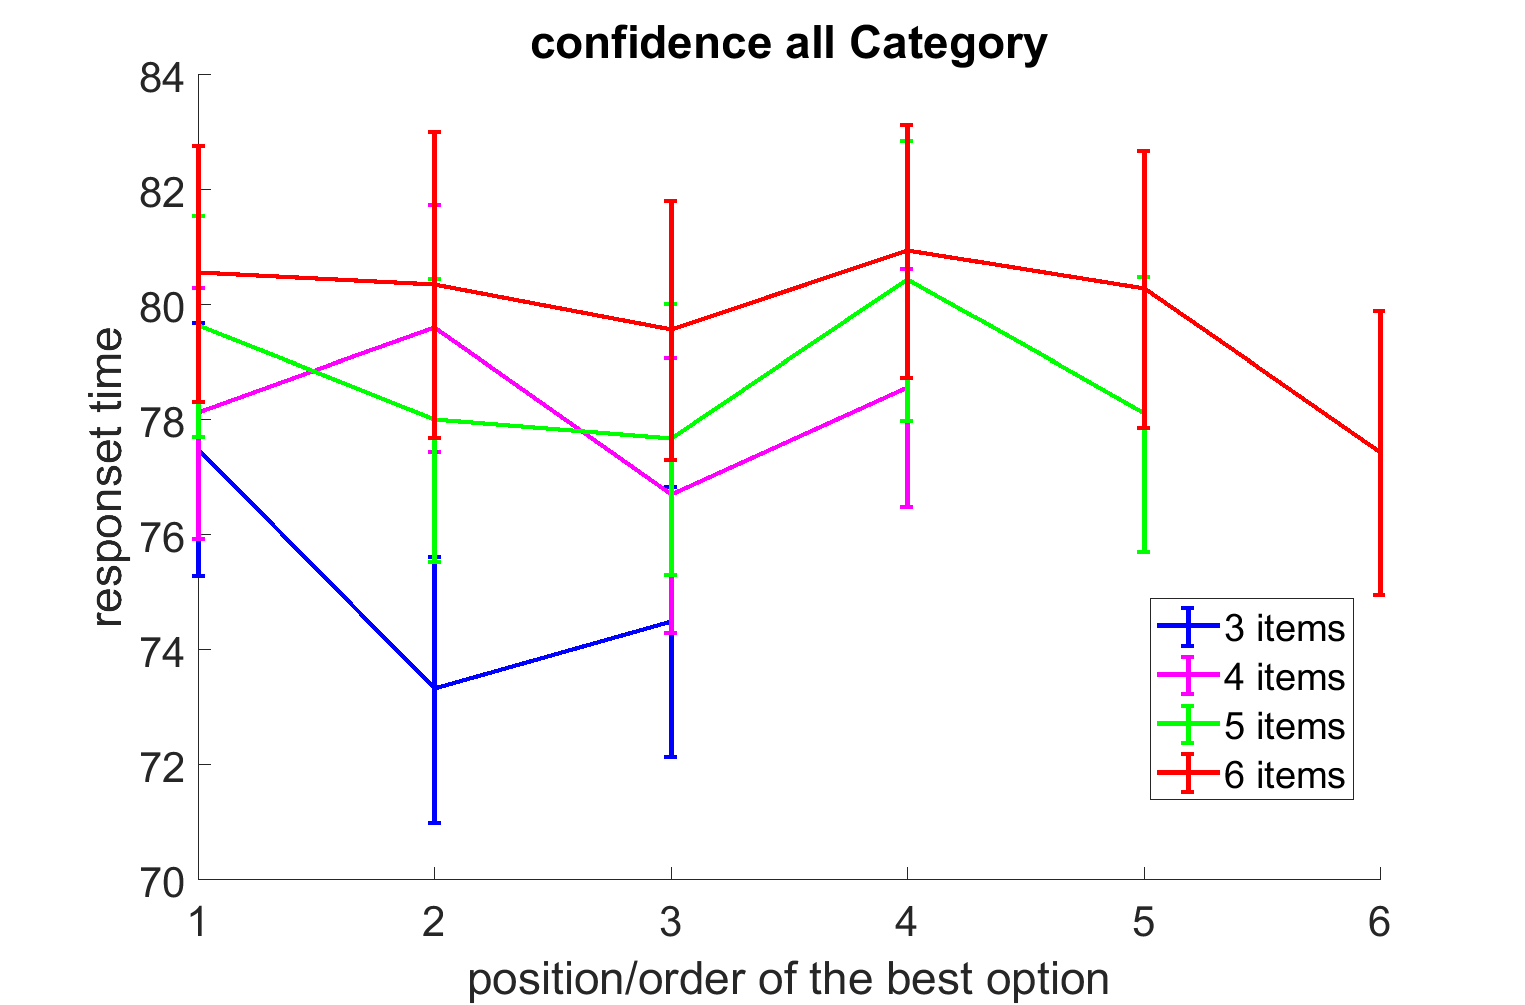 confidence all Category
84
82
80
78
76
74
72
70
responset time
1 2 3 4 5 6
position/order of the best option
3 items
4 items
5 items
6 items